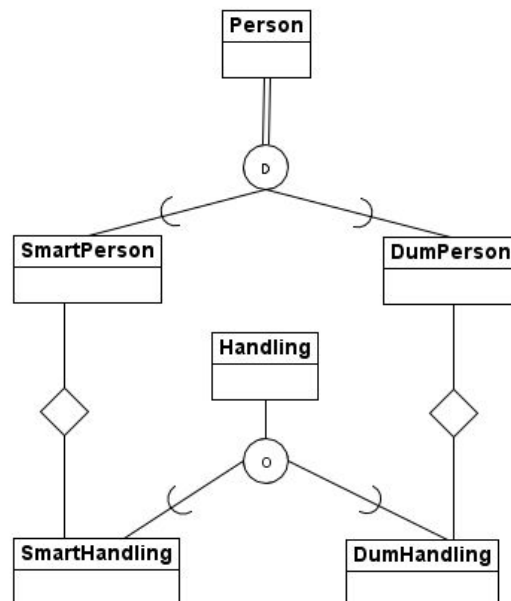 Person
D
SmartPerson
DumPerson
Handling
O
SmartHandling
DumHandling